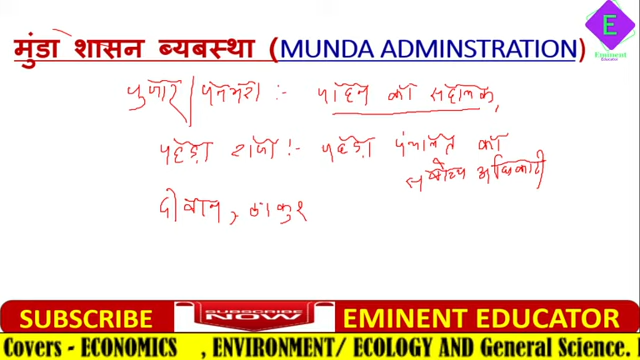 E
Eminent
Educator
मुंडा शासन ब्यबस्था (MUNDA ADMINSTRATION)
पुजार / पनभरा :- पाहन का सहायक,
पड़हा राजा :- पड़हा पंचायत का
सर्वोच्च अधिकारी
दीवान, ठाकुर
SUBSCRIBE
SUBSCRIBE
NOW
EMINENT EDUCATOR
Covers - ECONOMICS , ENVIRONMENT/ ECOLOGY AND General Science..